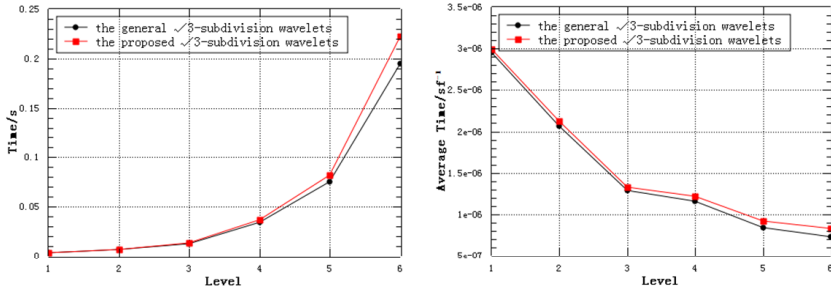 0.25
the general √3-subdivision wavelets
the proposed √3-subdivision wavelets
0.2
0.15
0.1
0.05
0
Time/s
1 2 3 4 5 6
Level
3.5e-06
the general √3-subdivision wavelets
the proposed √3-subdivision wavelets
3e-06
2.5e-06
2e-06
1.5e-06
1e-06
5e-07
Average Time/sf⁻¹
1 2 3 4 5 6
Level